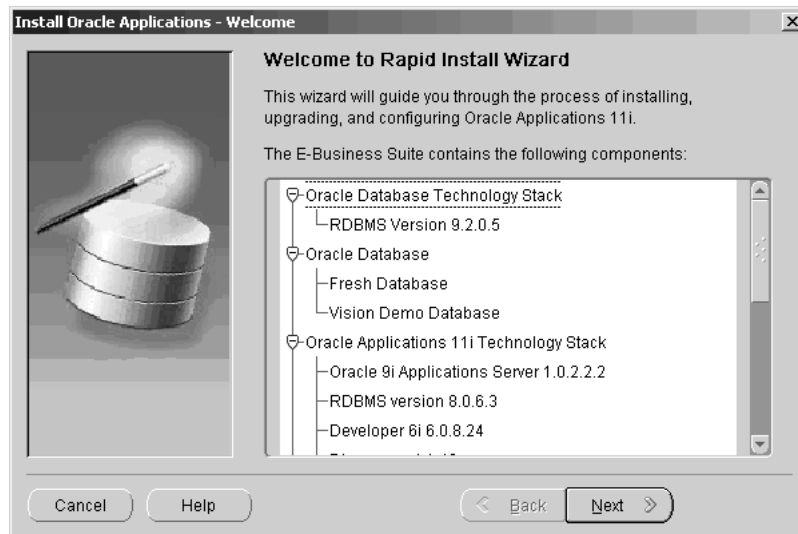 Install Oracle Applications - Welcome
Welcome to Rapid Install Wizard
This wizard will guide you through the process of installing,
upgrading, and configuring Oracle Applications 11i.
The E-Business Suite contains the following components:
Oracle Database Technology Stack
RDBMS Version 9.2.0.5
Oracle Database
Fresh Database
Vision Demo Database
Oracle Applications 11i Technology Stack
Oracle 9i Applications Server 1.0.2.2.2
RDBMS version 8.0.6.3
Developer 6i 6.0.8.24
Cancel
Help
Back
Next